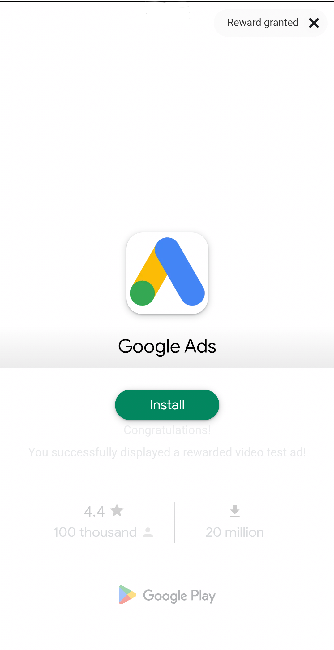 Reward granted
Google Ads
Install
Congratulations!
You successfully displayed a rewarded video test ad!
4.4
100 thousand
20 million
Google Play